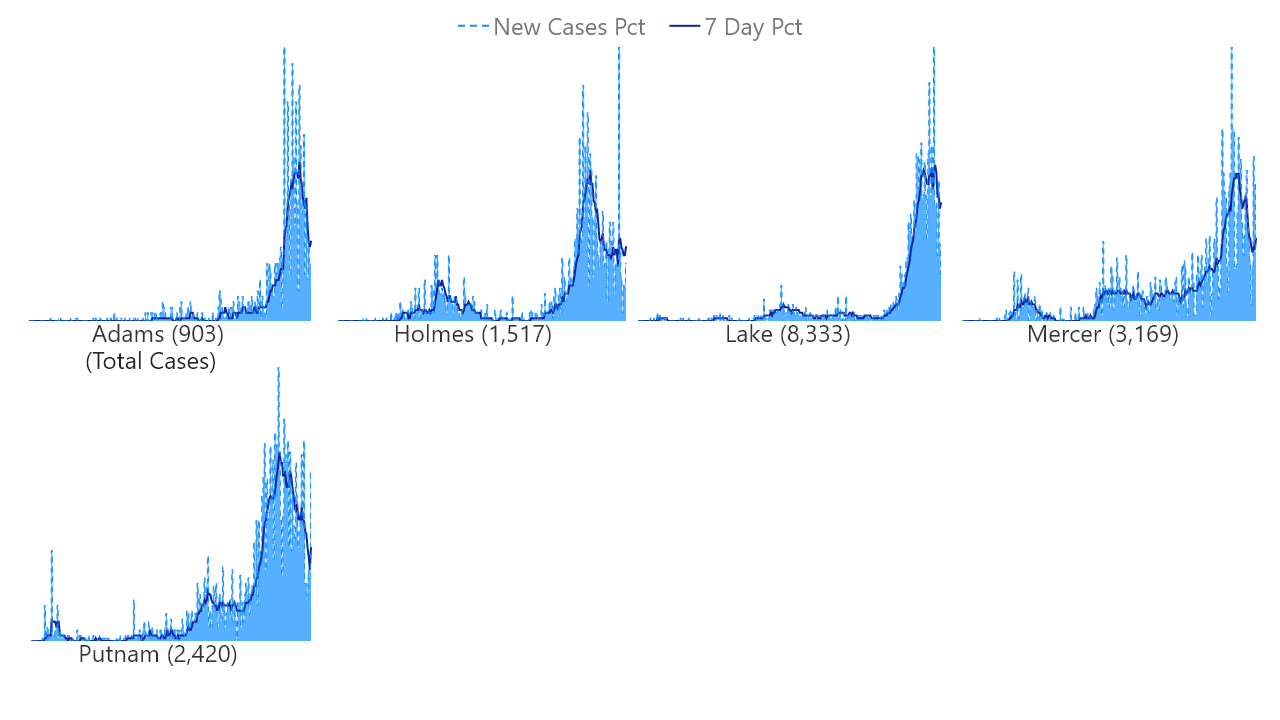 New Cases Pct 7 Day Pct
Adams (903) Holmes (1,517) Lake (8,333) Mercer (3,169)
(Total Cases)
Putnam (2,420)